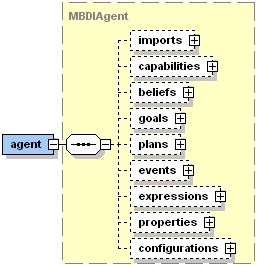 MBDIAgent
imports
capabilities
beliefs
goals
agent
plans
events
expressions
properties
configurations